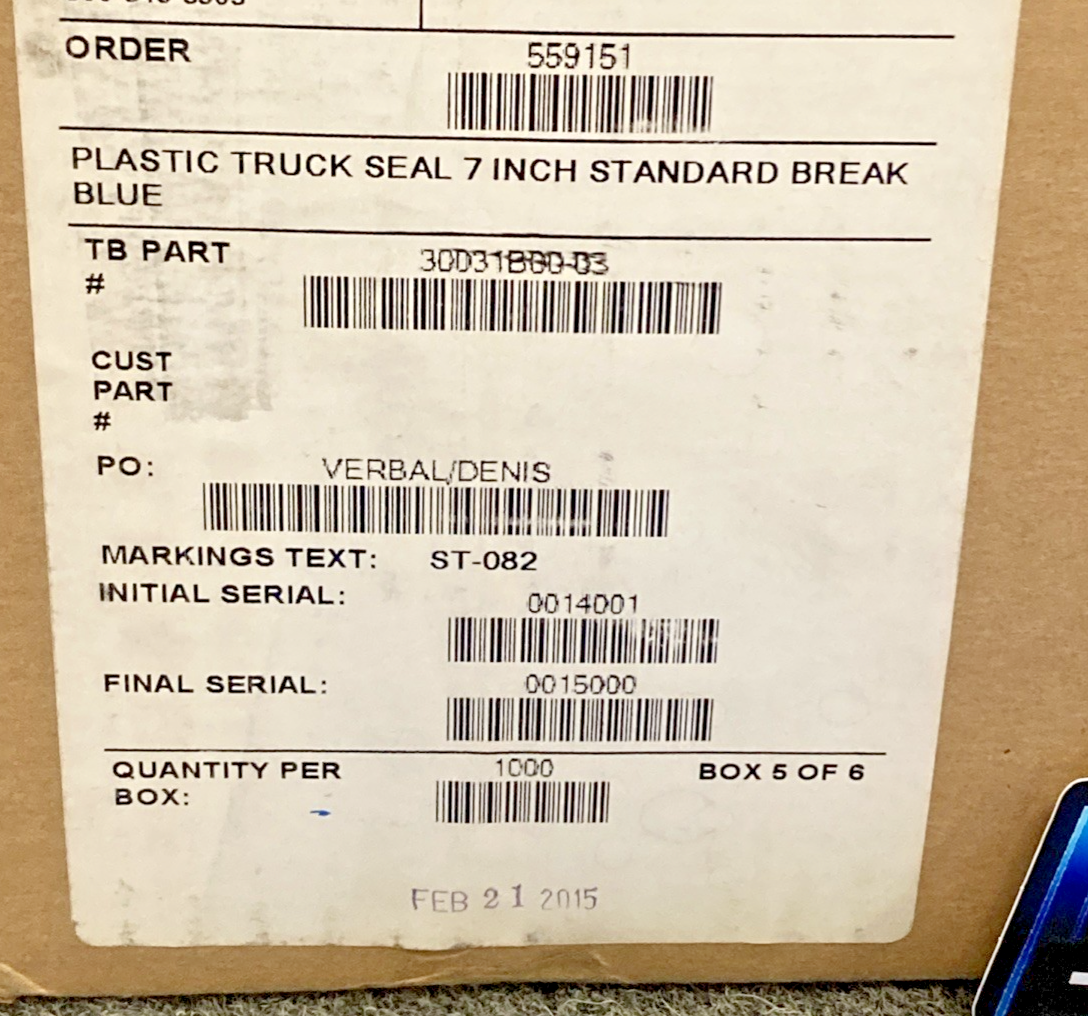 ORDER 559151
PLASTIC TRUCK SEAL 7 INCH STANDARD BREAK
BLUE
TB PART
#
CUST
PART
#
PO: VERBAL/DENIS
MARKINGS TEXT: ST-082
INITIAL SERIAL: 0014001
FINAL SERIAL: 0015000
QUANTITY PER 1000 BOX 5 OF 6
BOX:
FEB 21 2015